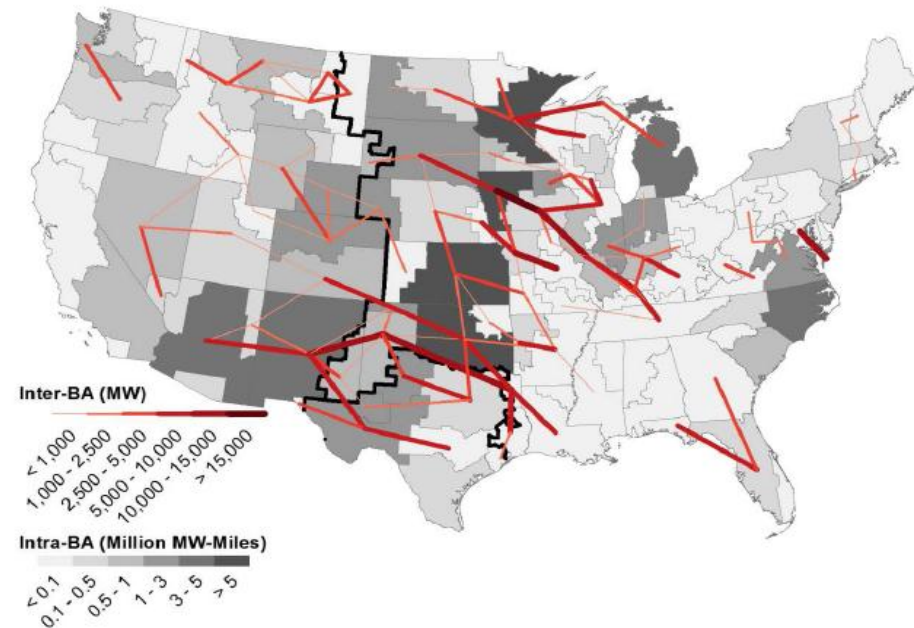 Inter-BA (MW)
< 1,000
1,000 - 2,500
2,500 - 5,000
5,000 - 10,000
10,000 - 15,000
> 15,000
Intra-BA (Million MW-Miles)
< 0.1
0.1 - 0.5
0.5 - 1
1 - 3
3 - 5
> 5